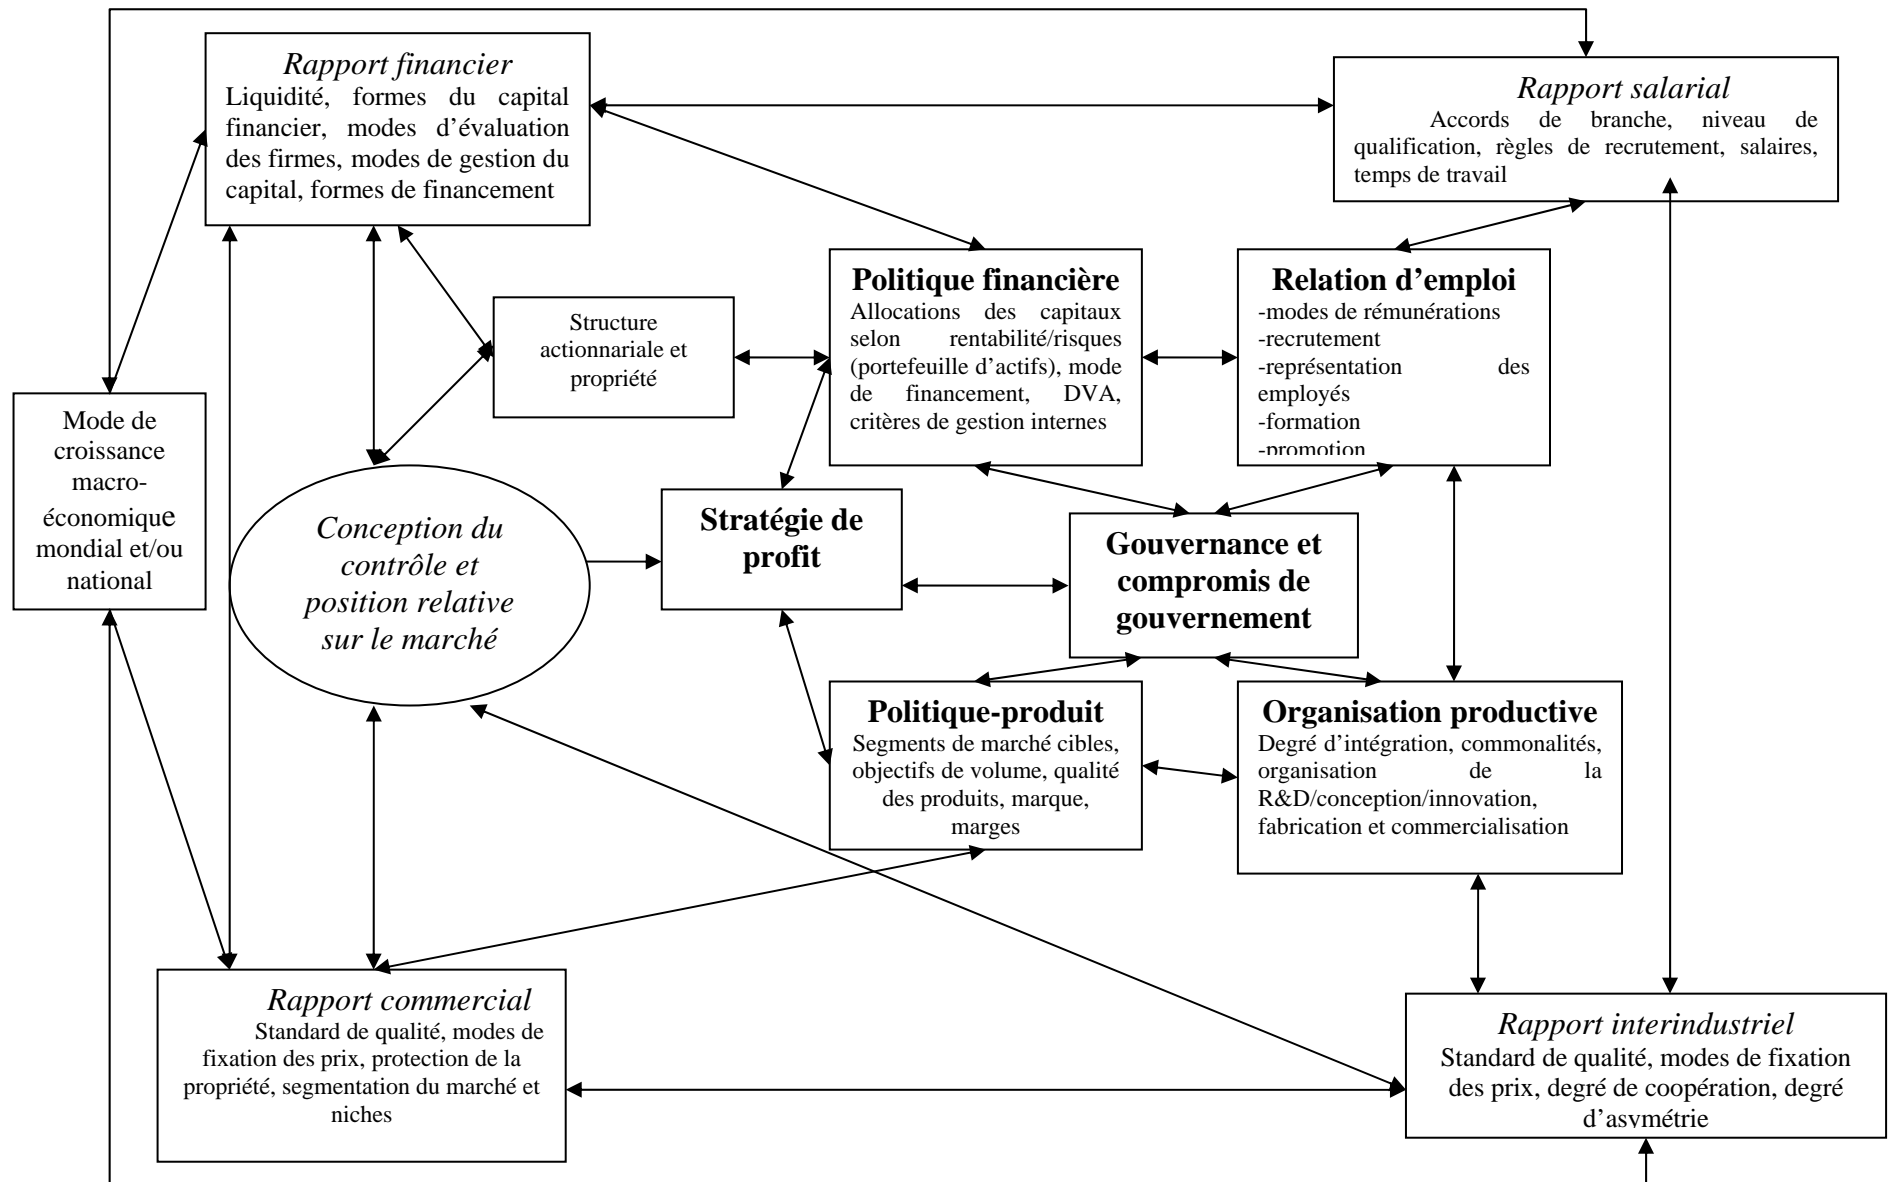 Rapport financier
Liquidité, formes du capital
financier, modes d’évaluation
des firmes, modes de gestion du
capital, formes de financement
Rapport salarial
Accords de branche, niveau de
qualification, règles de recrutement, salaires,
temps de travail
Structure
actionnariale et
propriété
Politique financière
Allocations des capitaux
selon rentabilité/risques
(portefeuille d’actifs), mode
de financement, DVA,
critères de gestion internes
Relation d’emploi
-modes de rémunérations
-recrutement
-représentation des
employés
-formation
-promotion
Mode de
croissance
macro-
économique
mondial et/ou
national
Conception du
contrôle et
position relative
sur le marché
Stratégie de
profit
Gouvernance et
compromis de
gouvernement
Politique-produit
Segments de marché cibles,
objectifs de volume, qualité
des produits, marque,
marges
Organisation productive
Degré d’intégration, commonalités,
organisation de la
R&D/conception/innovation,
fabrication et commercialisation
Rapport commercial
Standard de qualité, modes de
fixation des prix, protection de la
propriété, segmentation du marché et
niches
Rapport interindustriel
Standard de qualité, modes de fixation
des prix, degré de coopération, degré
d’asymétrie